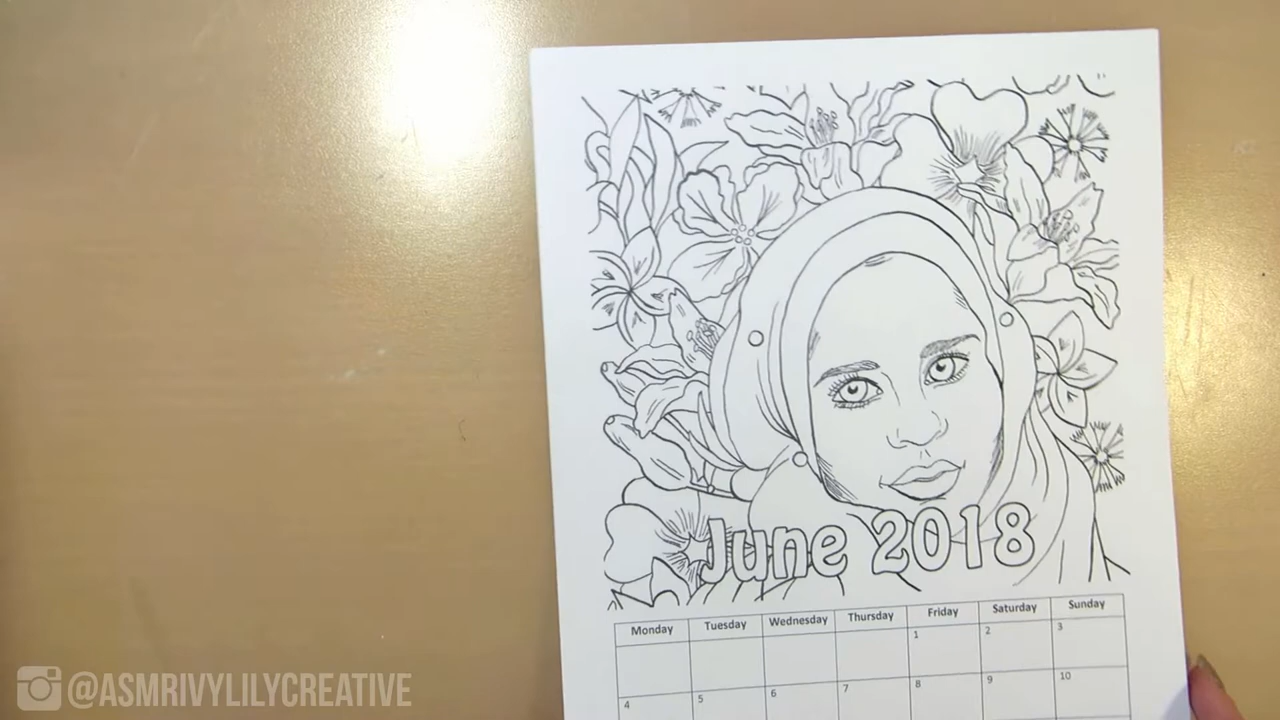 June 2018
Monday Tuesday Wednesday Thursday Friday Saturday Sunday
1 2 3
4 5 6 7 8 9 10
@ASMRIVYLILYCREATIVE